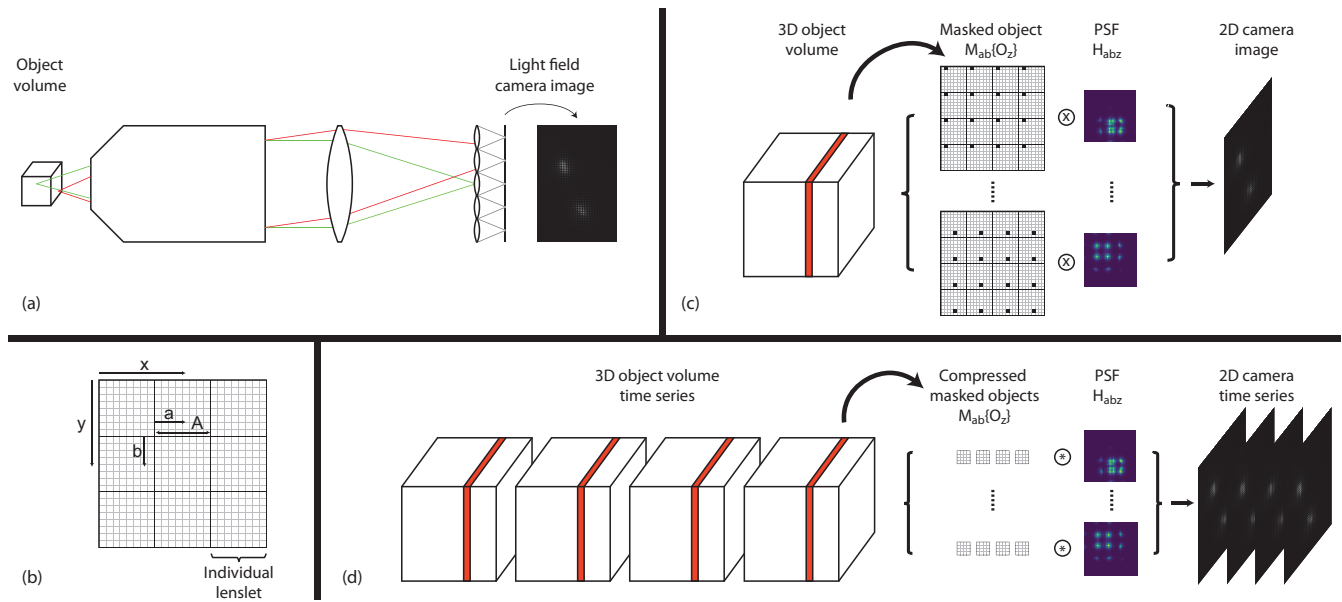 Object
volume
Light field
camera image
(a)
3D object
volume
Masked object
M_ab{O_z}
PSF
H_abz
2D camera
image
x
x
(c)
x
y
a
A
b
Individual
lenslet
(b)
3D object volume
time series
Compressed
masked objects
M_ab{O_z}
PSF
H_abz
2D camera
time series
*
*
(d)